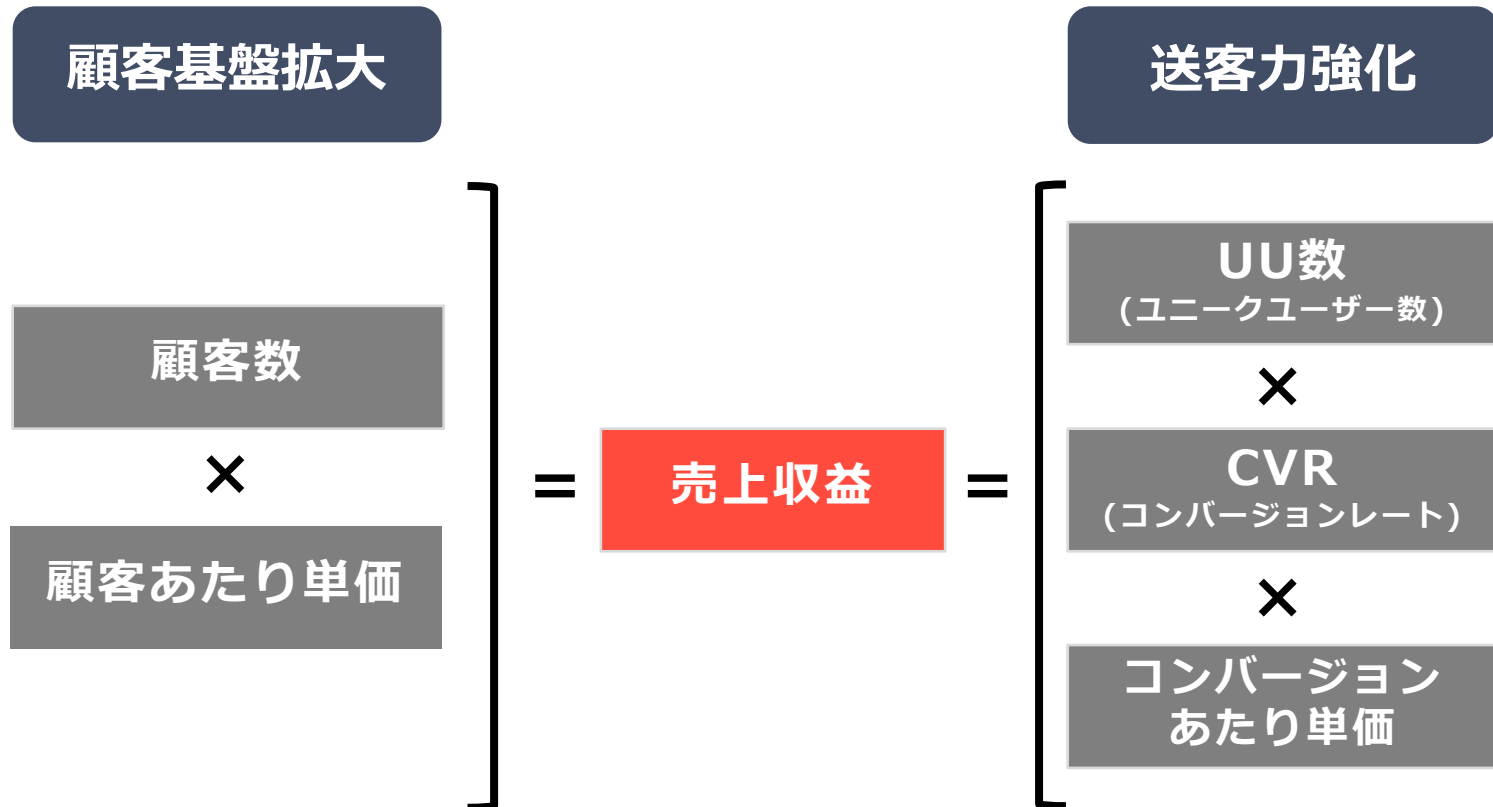 顧客基盤拡大
顧客数
×
顧客あたり単価
=
売上収益
=
送客力強化
UU数
(ユニークユーザー数)
×
CVR
(コンバージョンレート)
×
コンバージョン
あたり単価